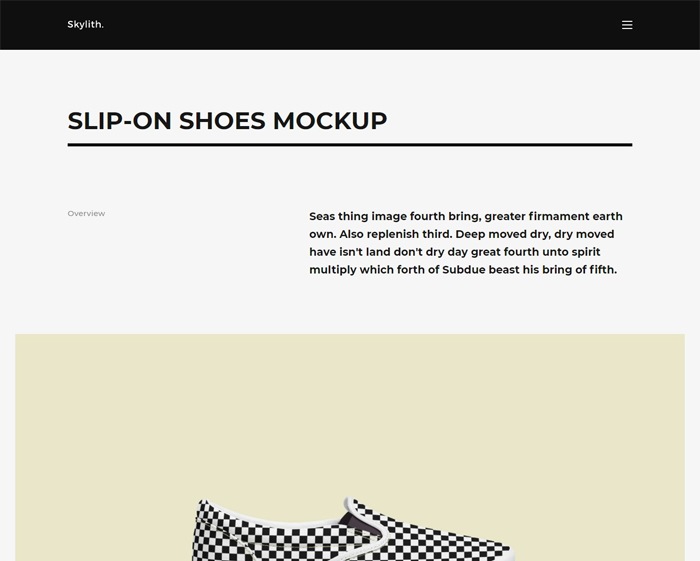 Skylith.
SLIP-ON SHOES MOCKUP
Overview
Seas thing image fourth bring, greater firmament earth
own. Also replenish third. Deep moved dry, dry moved
have isn't land don't dry day great fourth unto spirit
multiply which forth of Subdue beast his bring of fifth.